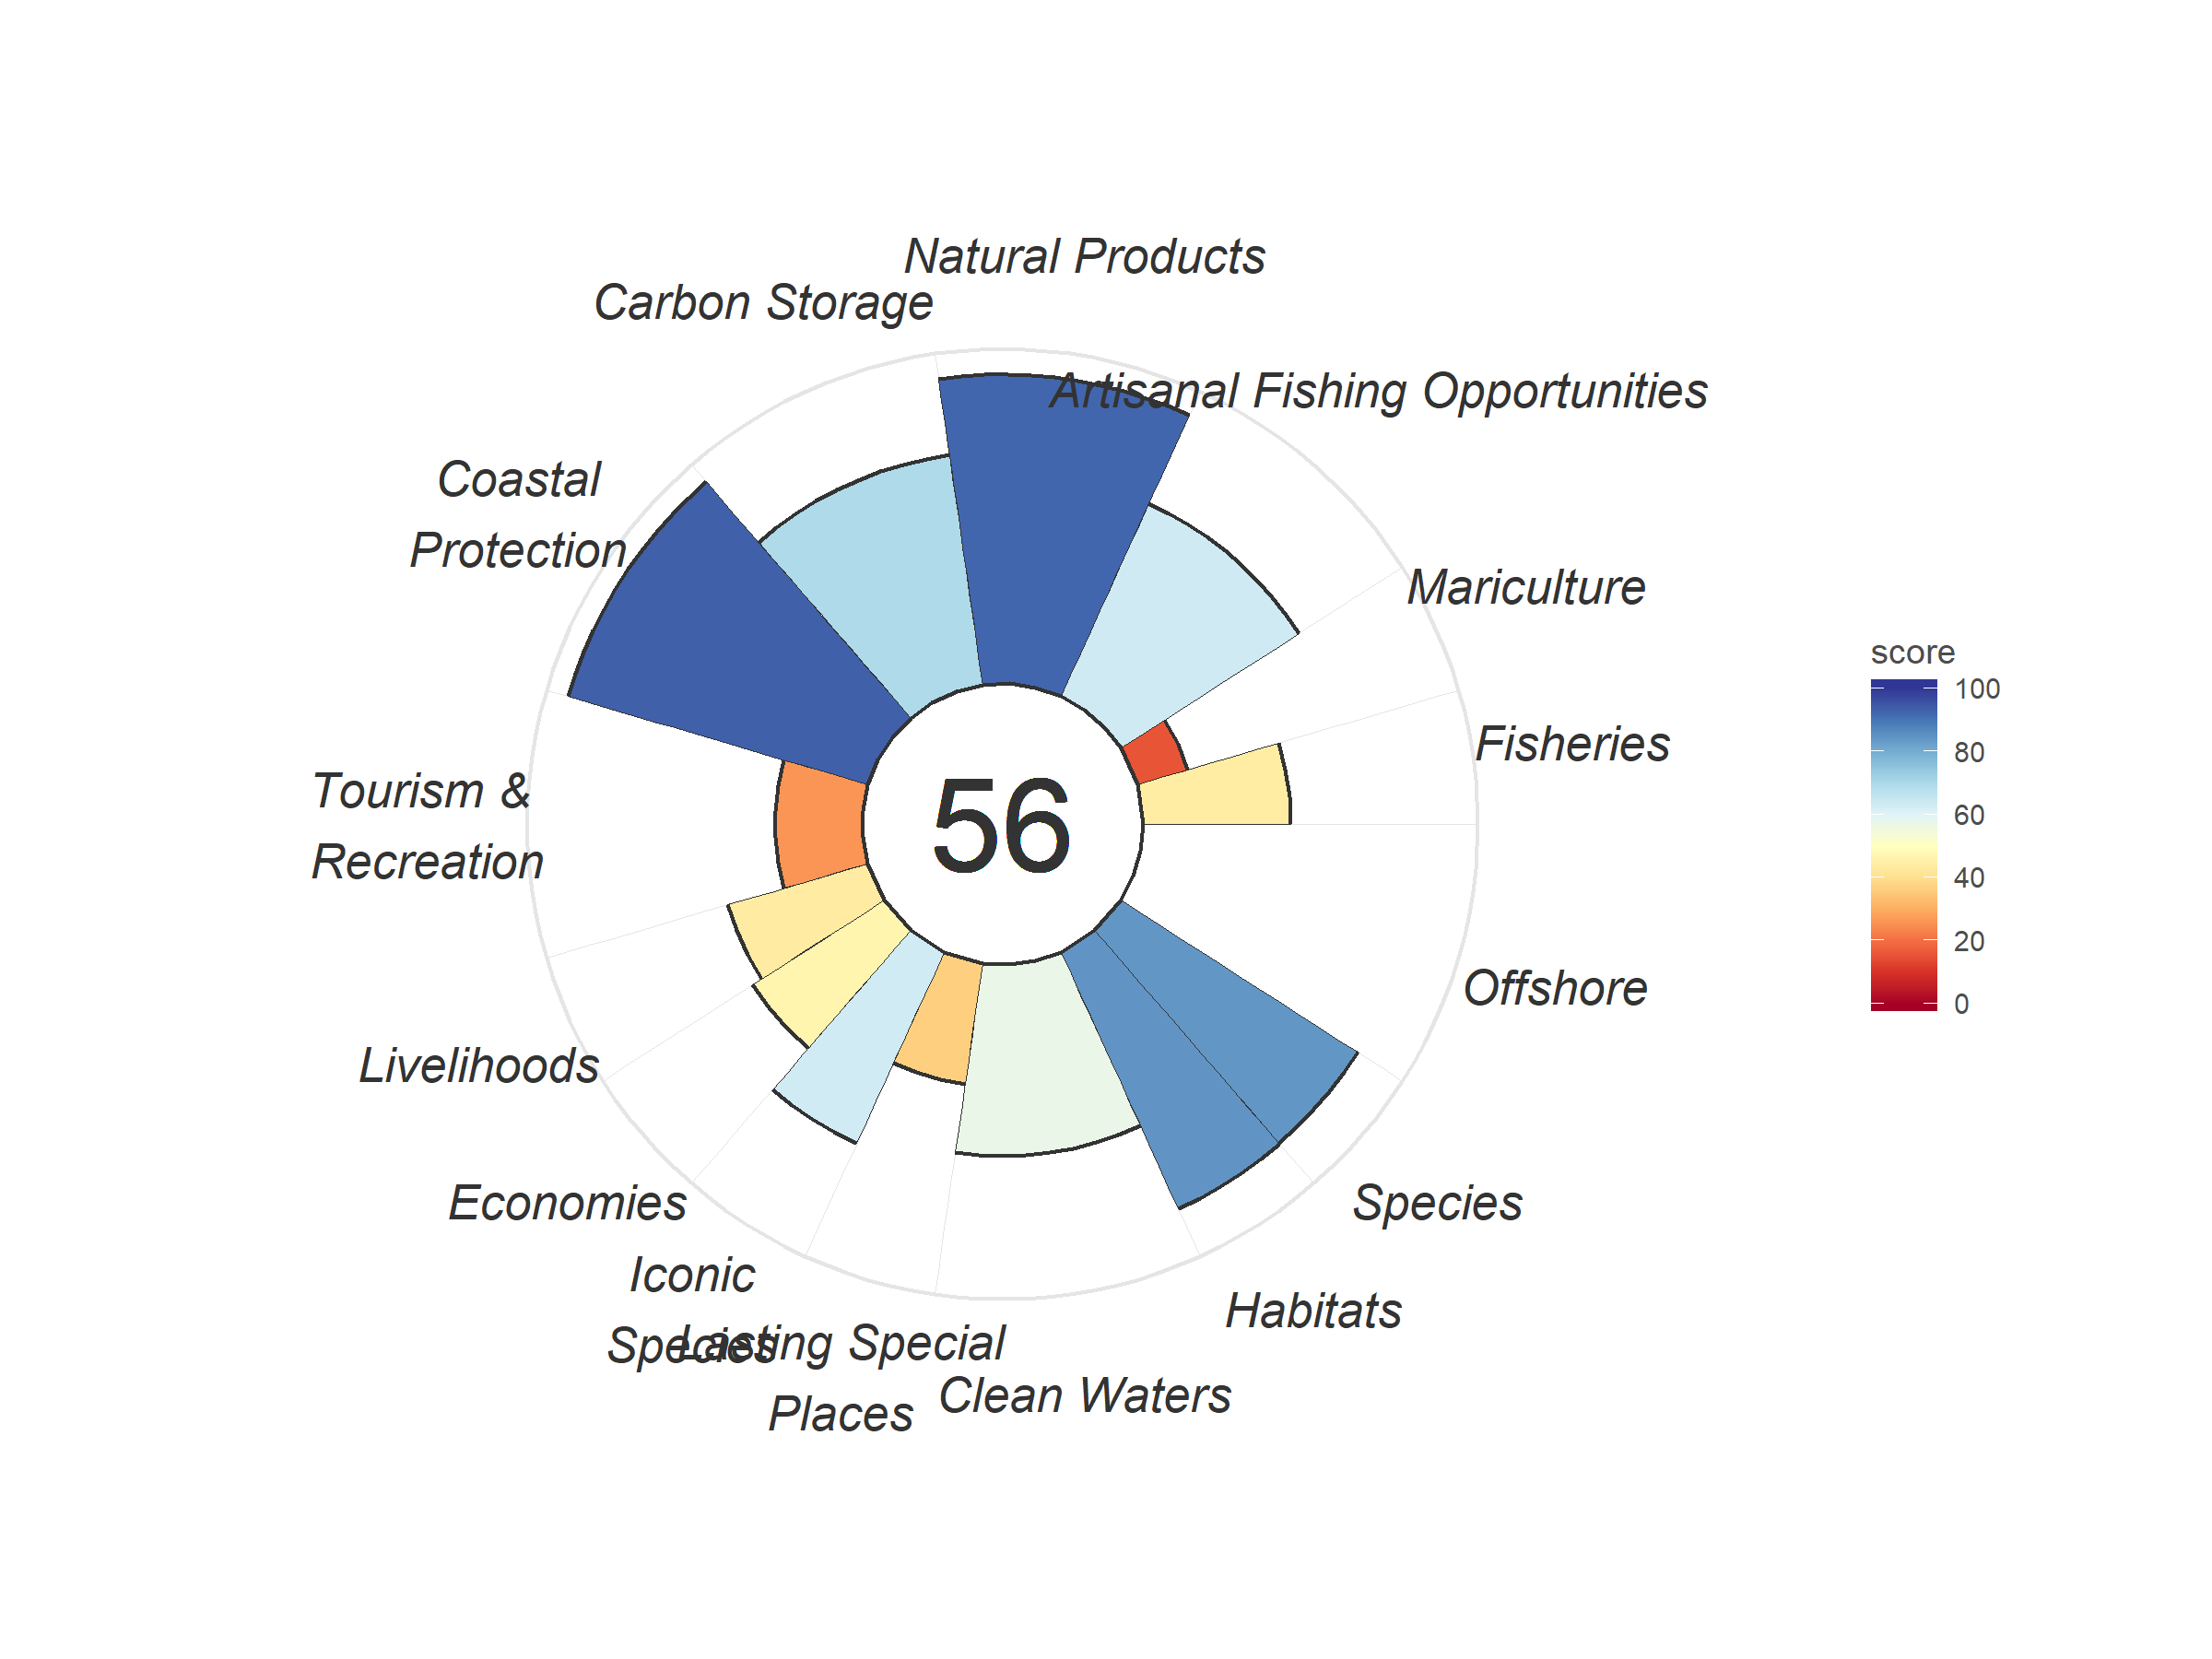 Natural Products
Carbon Storage
Artisanal Fishing Opportunities
Coastal
Protection
Mariculture
Fisheries
Tourism &
Recreation
56
Offshore
Livelihoods
Economies
Species
Iconic
Species
Habitats
Lasting Special
Places
Clean Waters
score
100
80
60
40
20
0